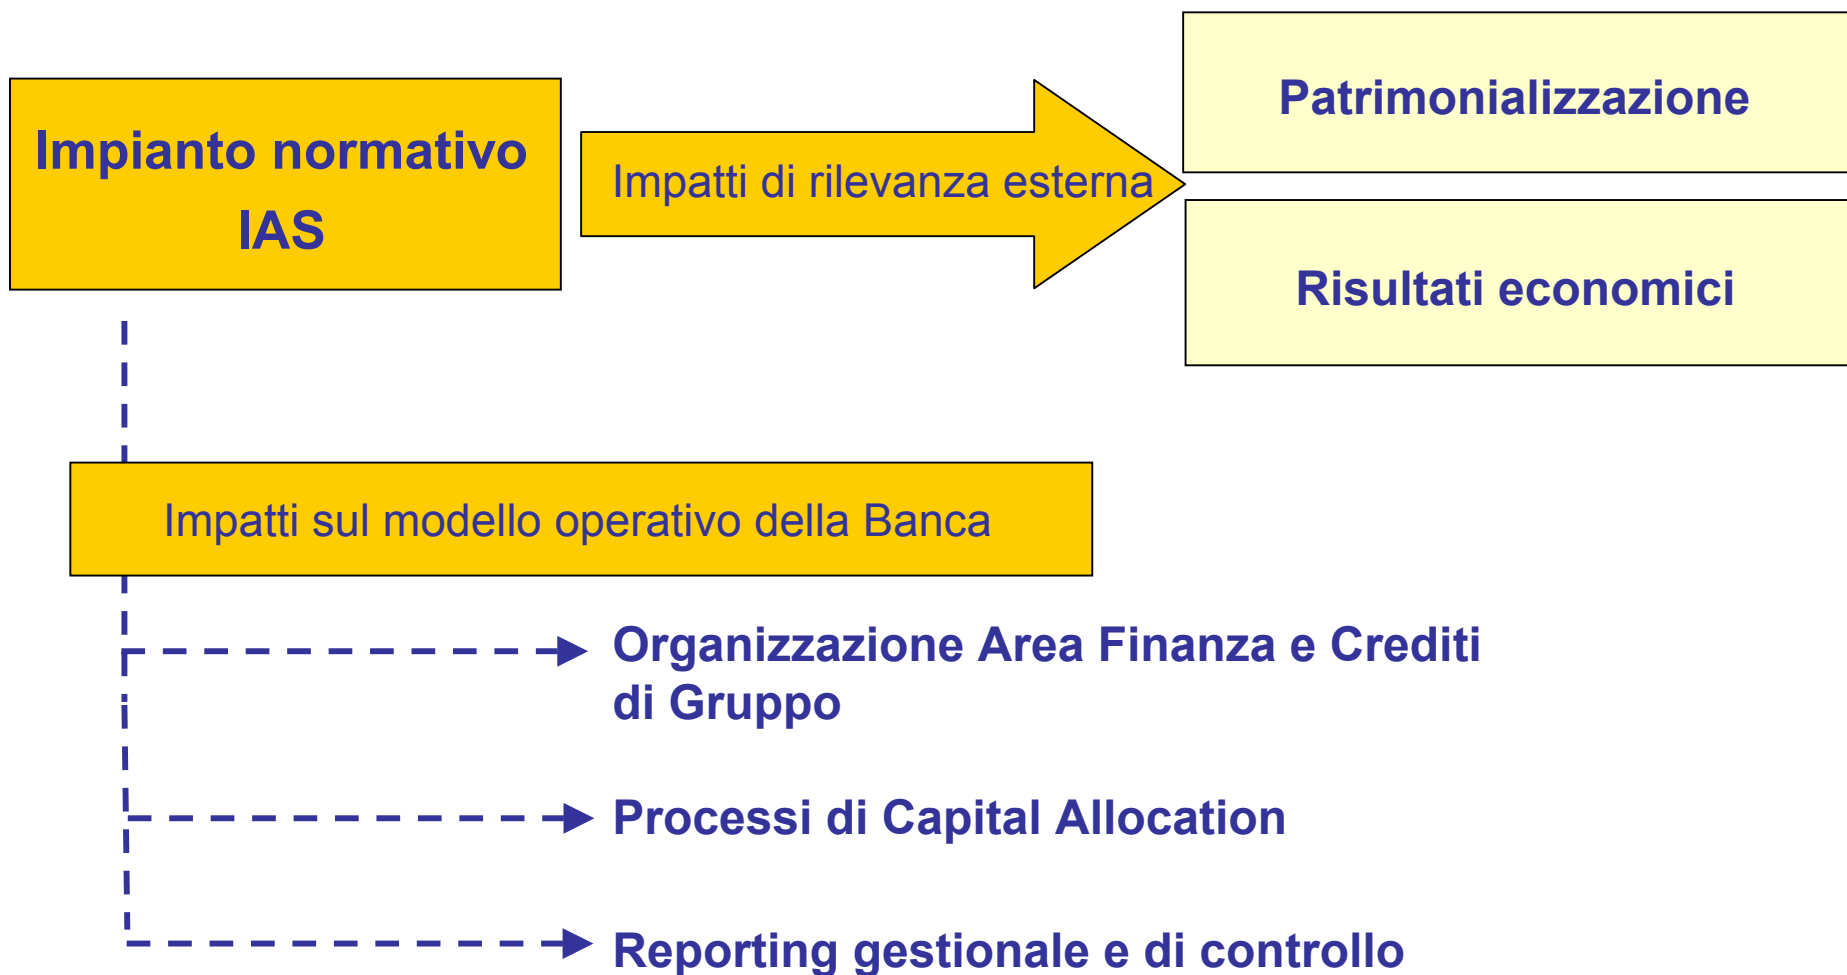 Impianto normativo
IAS
Impatti di rilevanza esterna
Patrimonializzazione
Risultati economici
Impatti sul modello operativo della Banca
Organizzazione Area Finanza e Crediti
di Gruppo
Processi di Capital Allocation
Reporting gestionale e di controllo